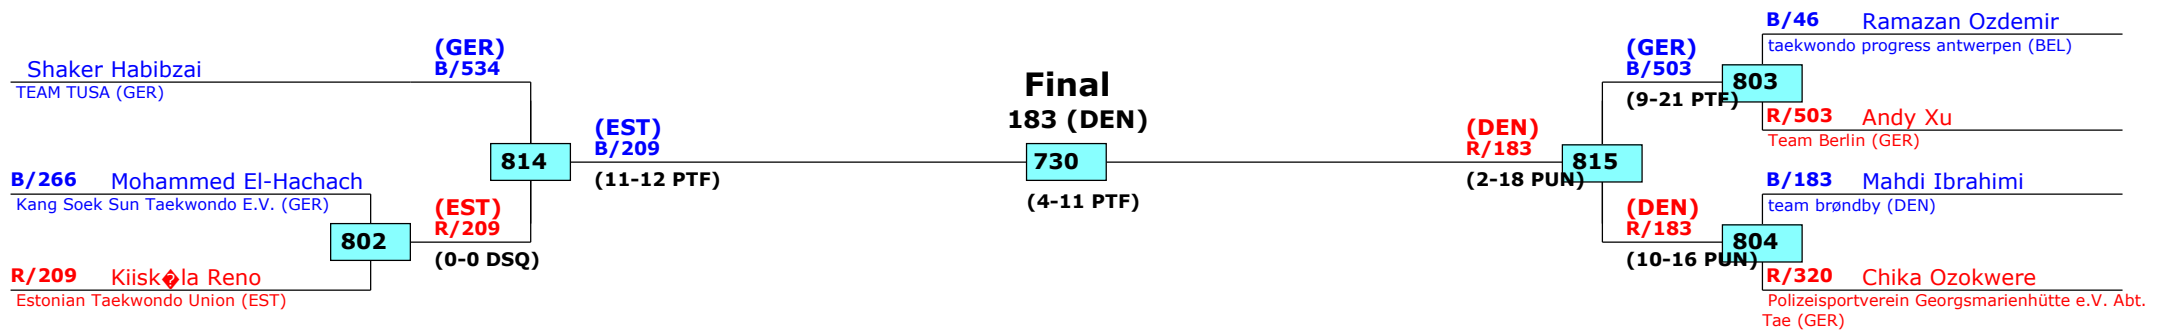 B/46 Ramazan Ozdemir
taekwondo progress antwerpen (BEL)
(GER)
B/534
Shaker Habibzai
TEAM TUSA (GER)
(GER)
B/503
803
(9-21 PTF)
Final
183 (DEN)
R/503 Andy Xu
Team Berlin (GER)
(EST)
B/209
814
(11-12 PTF)
730
(4-11 PTF)
(DEN)
R/183
815
(2-18 PUN)
B/266 Mohammed El-Hachach
Kang Soek Sun Taekwondo E.V. (GER)
B/183 Mahdi Ibrahimi
team brøndby (DEN)
(EST)
R/209
802
(0-0 DSQ)
(DEN)
R/183
804
(10-16 PUN)
R/209 Kiisk�la Reno
Estonian Taekwondo Union (EST)
R/320 Chika Ozokwere
Polizeisportverein Georgsmarienhütte e.V. Abt.
Tae (GER)